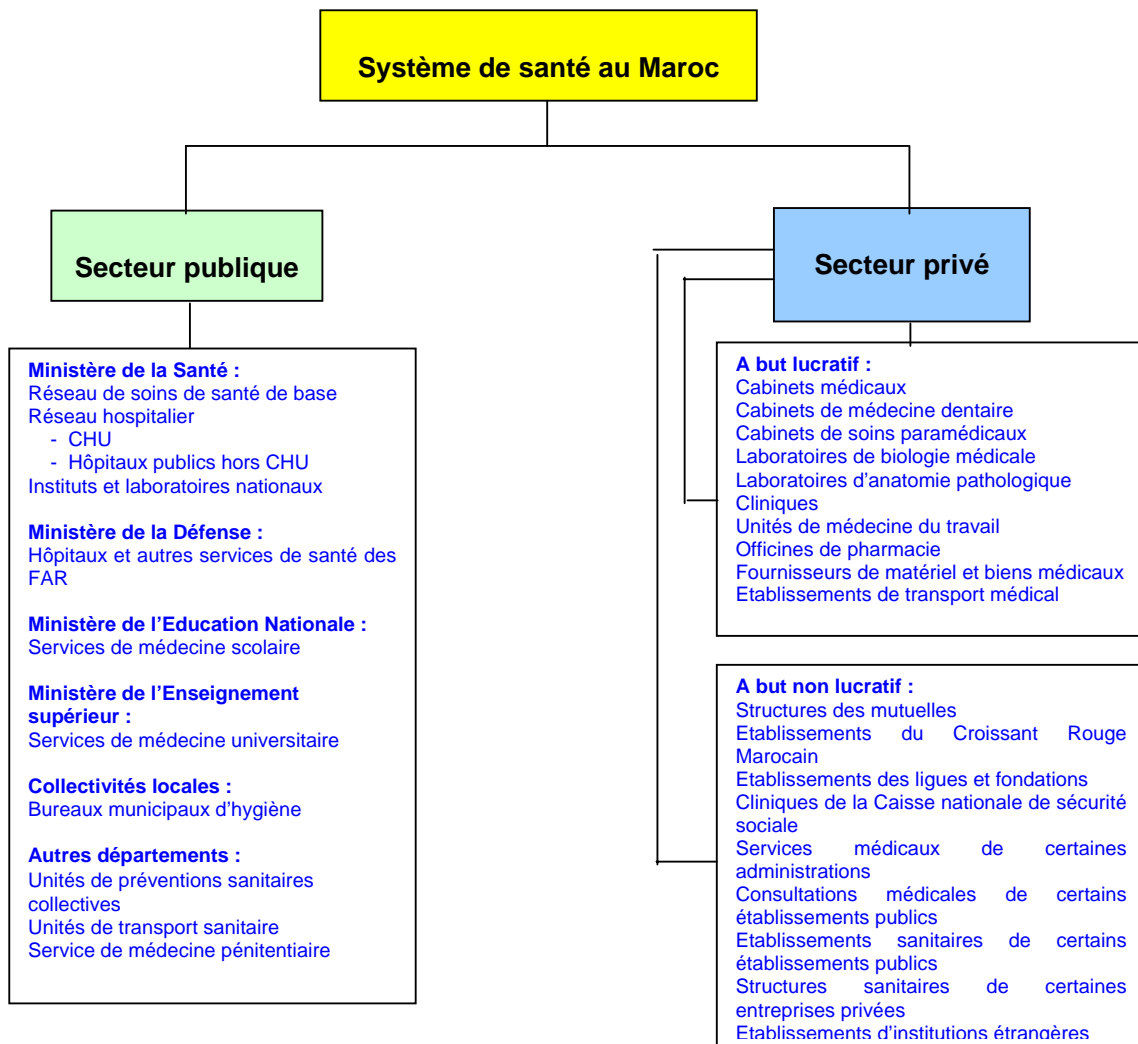 Système de santé au Maroc
Secteur publique
Secteur privé
Ministère de la Santé :
Réseau de soins de santé de base
Réseau hospitalier
- CHU
- Hôpitaux publics hors CHU
Instituts et laboratoires nationaux
Ministère de la Défense :
Hôpitaux et autres services de santé des
FAR
Ministère de l'Education Nationale :
Services de médecine scolaire
Ministère de l'Enseignement
supérieur :
Services de médecine universitaire
Collectivités locales :
Bureaux municipaux d'hygiène
Autres départements :
Unités de préventions sanitaires
collectives
Unités de transport sanitaire
Service de médecine pénitentiaire
A but lucratif :
Cabinets médicaux
Cabinets de médecine dentaire
Cabinets de soins paramédicaux
Laboratoires de biologie médicale
Laboratoires d'anatomie pathologique
Cliniques
Unités de médecine du travail
Officines de pharmacie
Fournisseurs de matériel et biens médicaux
Etablissements de transport médical
A but non lucratif :
Structures des mutuelles
Etablissements du Croissant Rouge
Marocain
Etablissements des ligues et fondations
Cliniques de la Caisse nationale de sécurité
sociale
Services médicaux de certaines
administrations
Consultations médicales de certains
établissements publics
Etablissements sanitaires de certains
établissements publics
Structures sanitaires de certaines
entreprises privées
Etablissements d'institutions étrangères